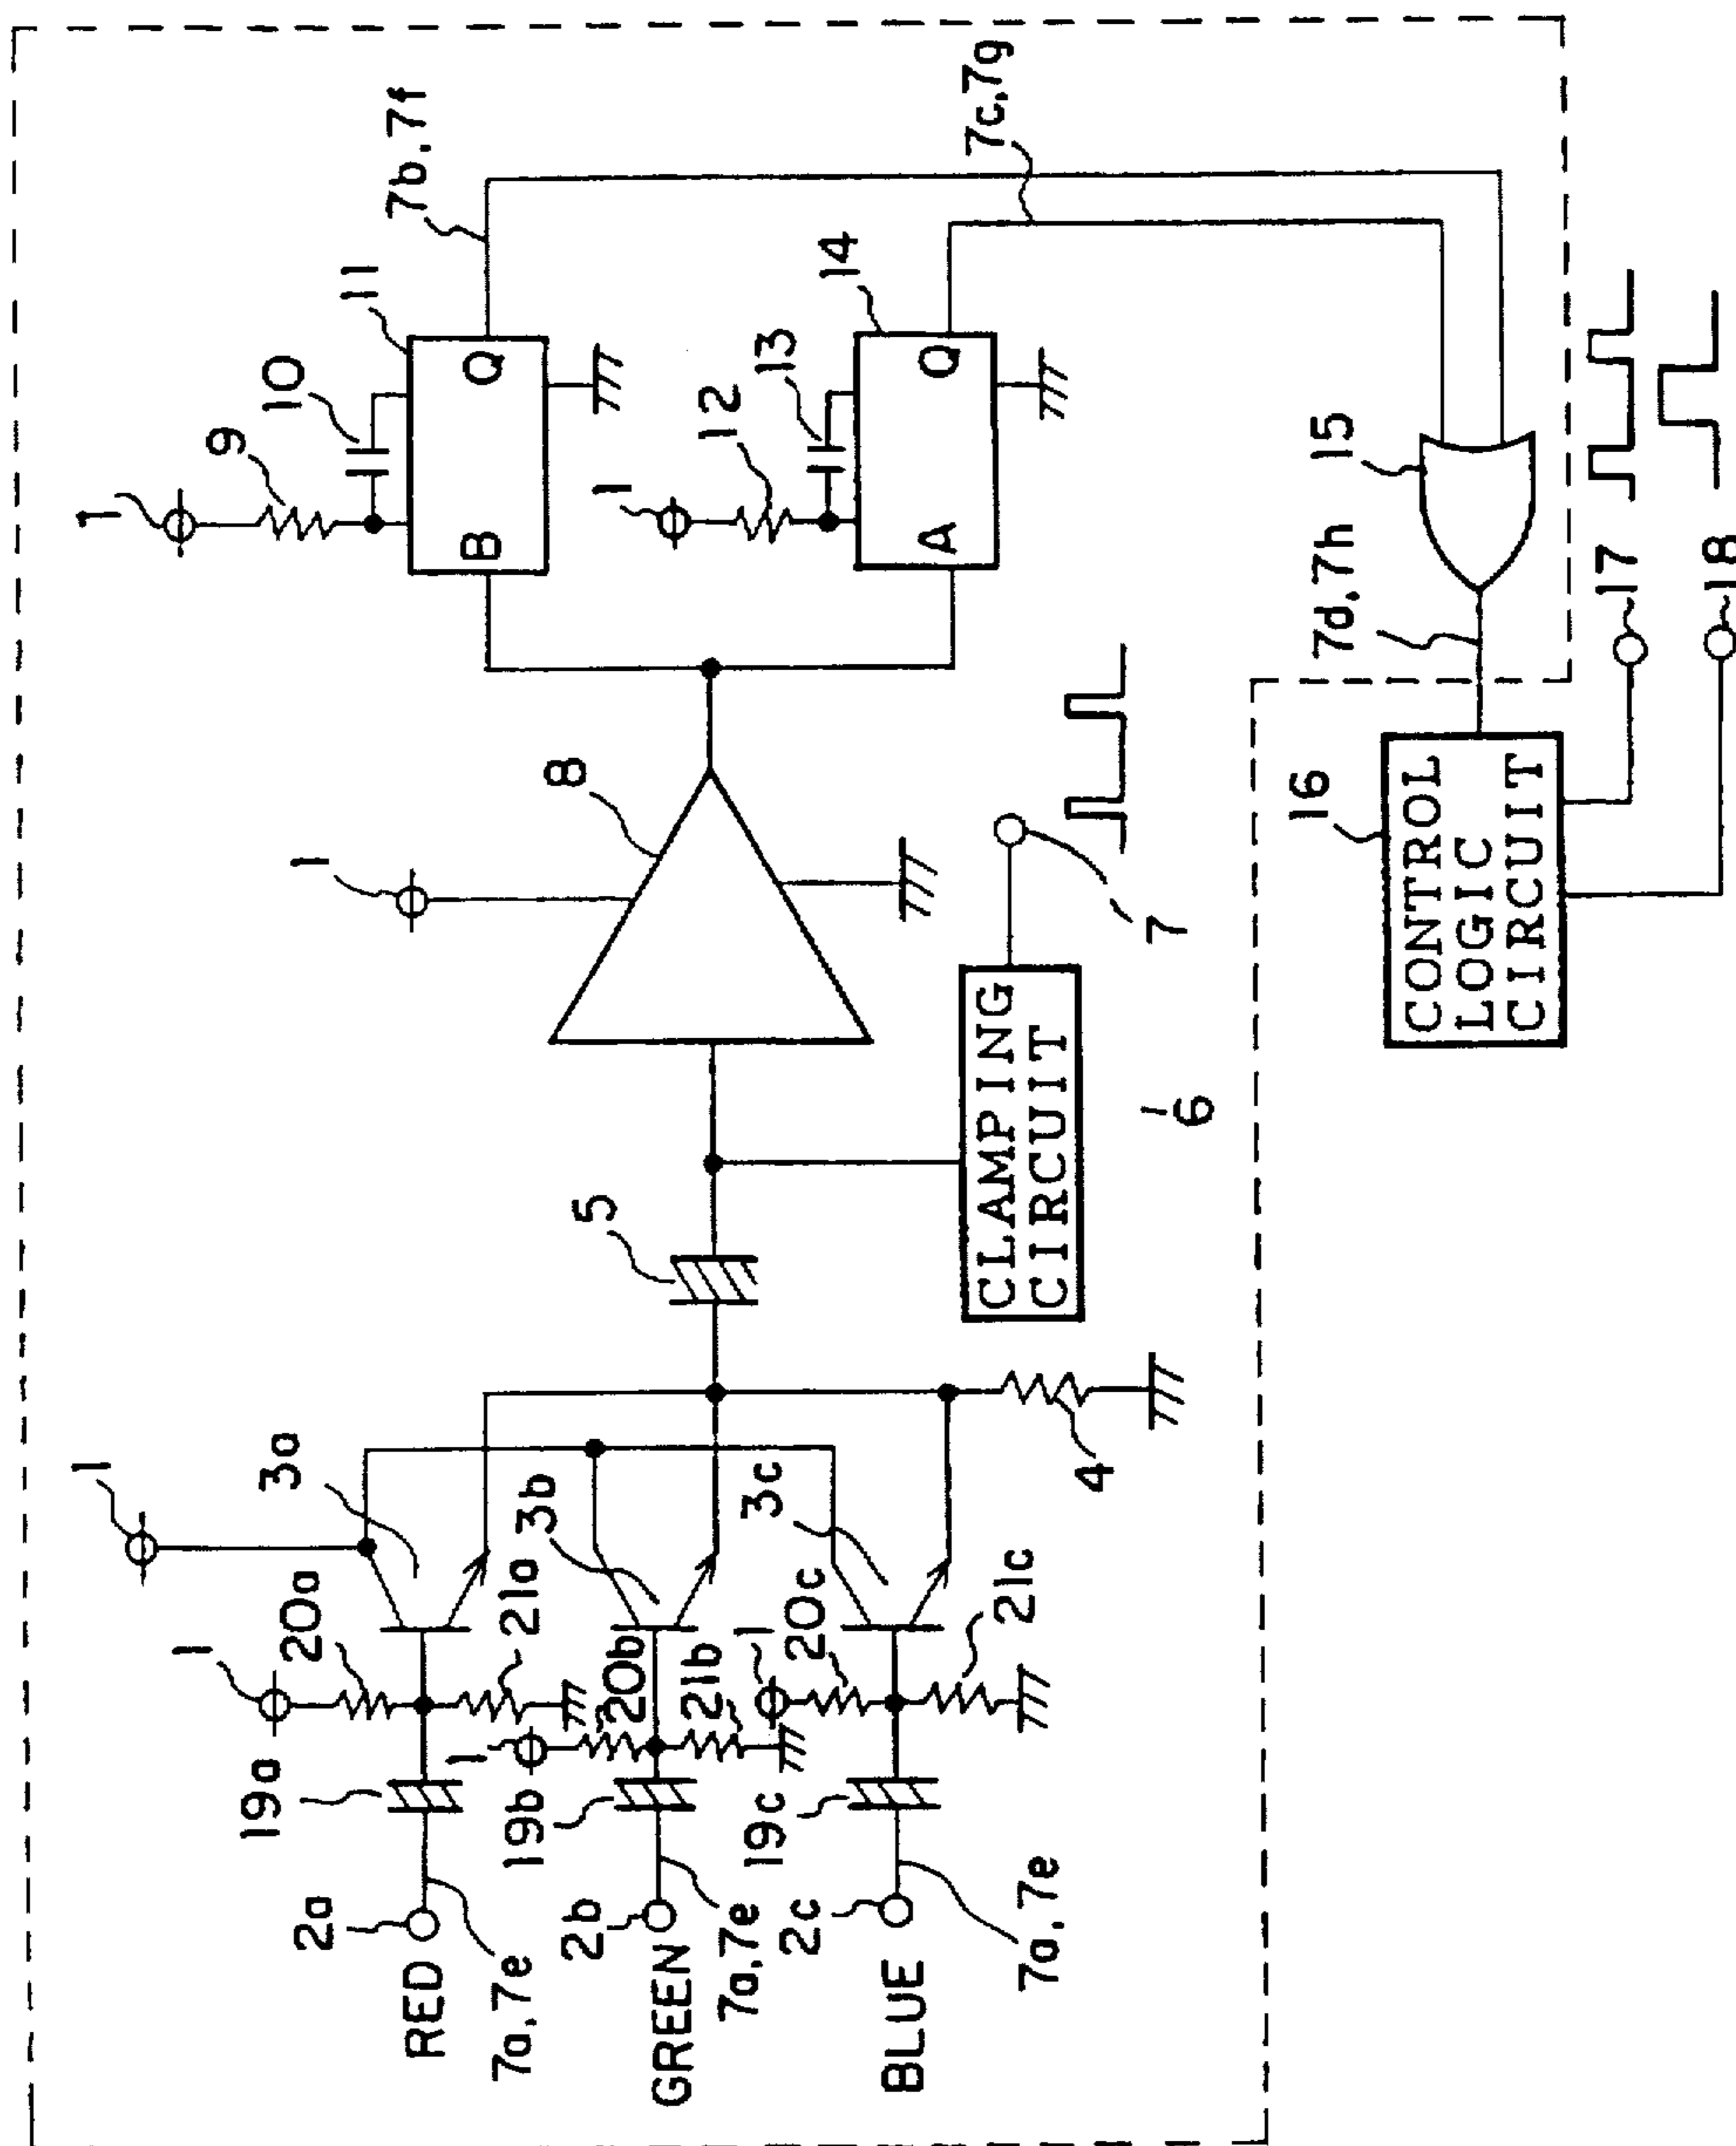 1
9
10
11
7b,7f
1
8
1
12
13
14
7c,7g
B
Q
A
Q
1
3a
1
20a
19a
21a
2a
RED
7a,7e
5
1
3b
20b
19b
21b
2b
GREEN
7a,7e
1
3c
20c
19c
21c
2c
BLUE
7a,7e
4
CLAMPING
CIRCUIT
7
6
15
7d,7h
16
CONTROL
LOGIC
CIRCUIT
17
18